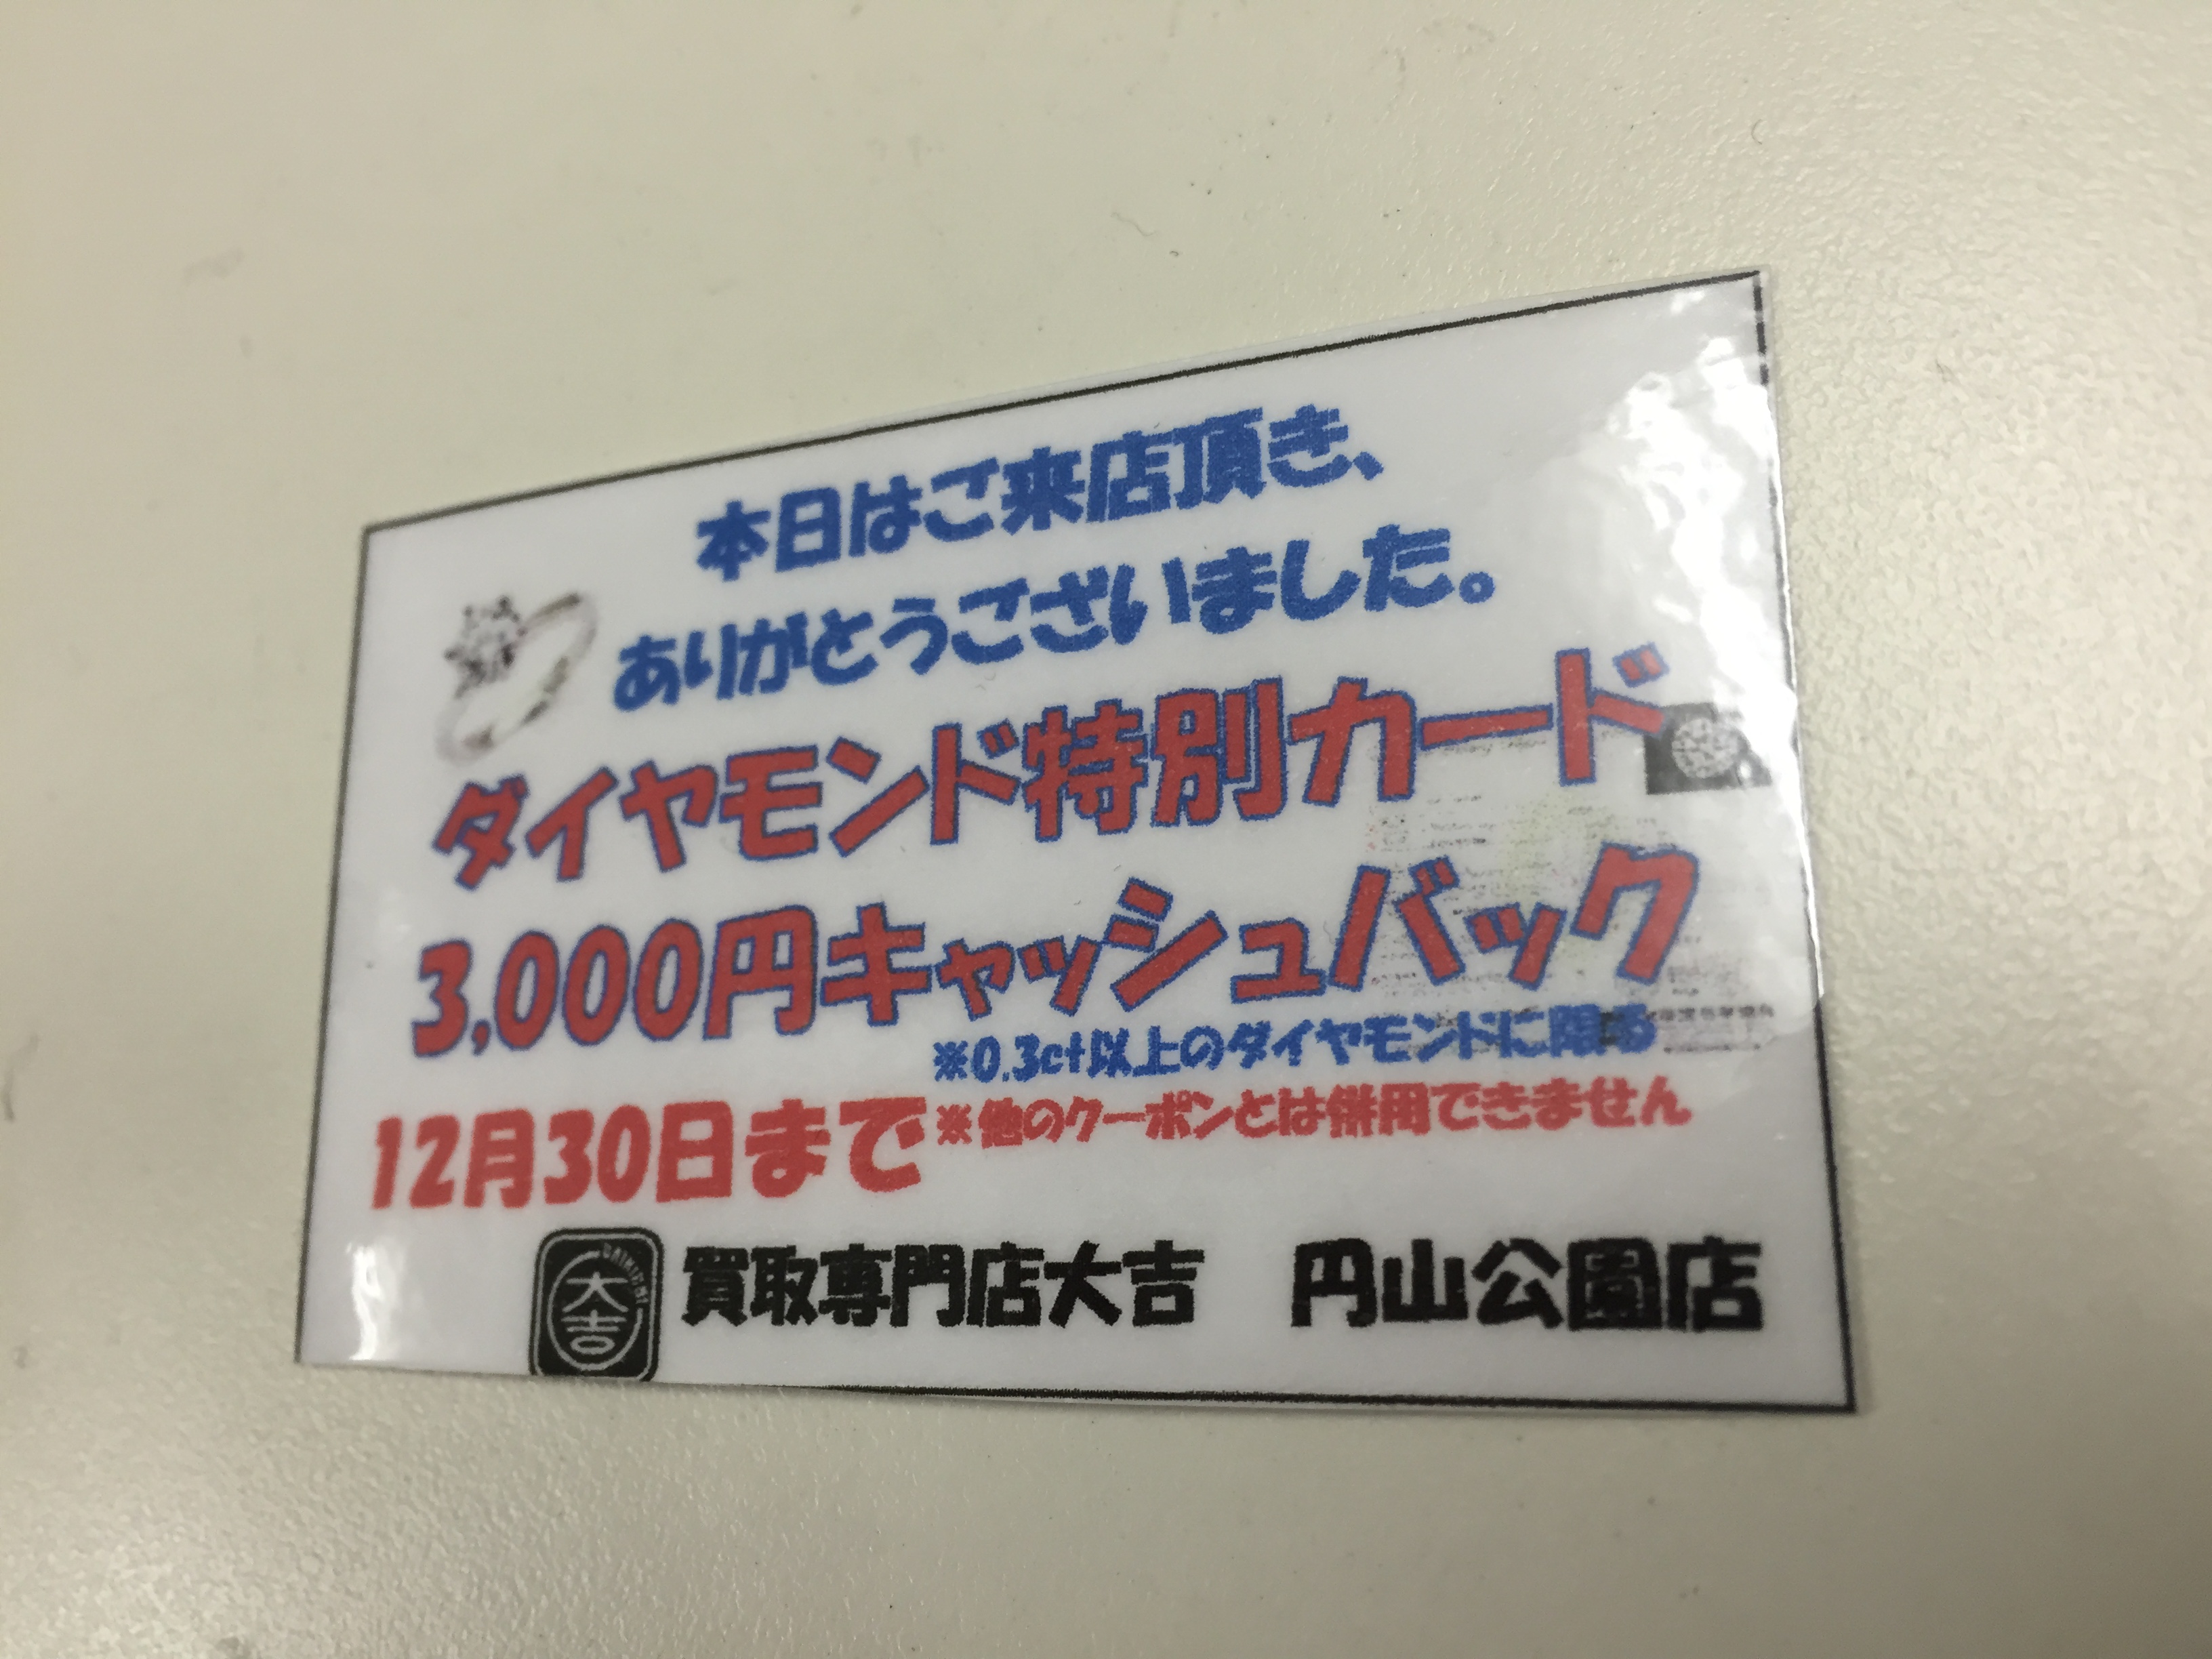 本日はご来店頂き、
ありがとうございました。
ダイヤモンド特別カード
3,000円キャッシュバック
※0.3ct以上のダイヤモンドに限る
12月30日まで※他のクーポンとは併用できません
DAIKICHI
大吉
買取専門店大吉　円山公園店